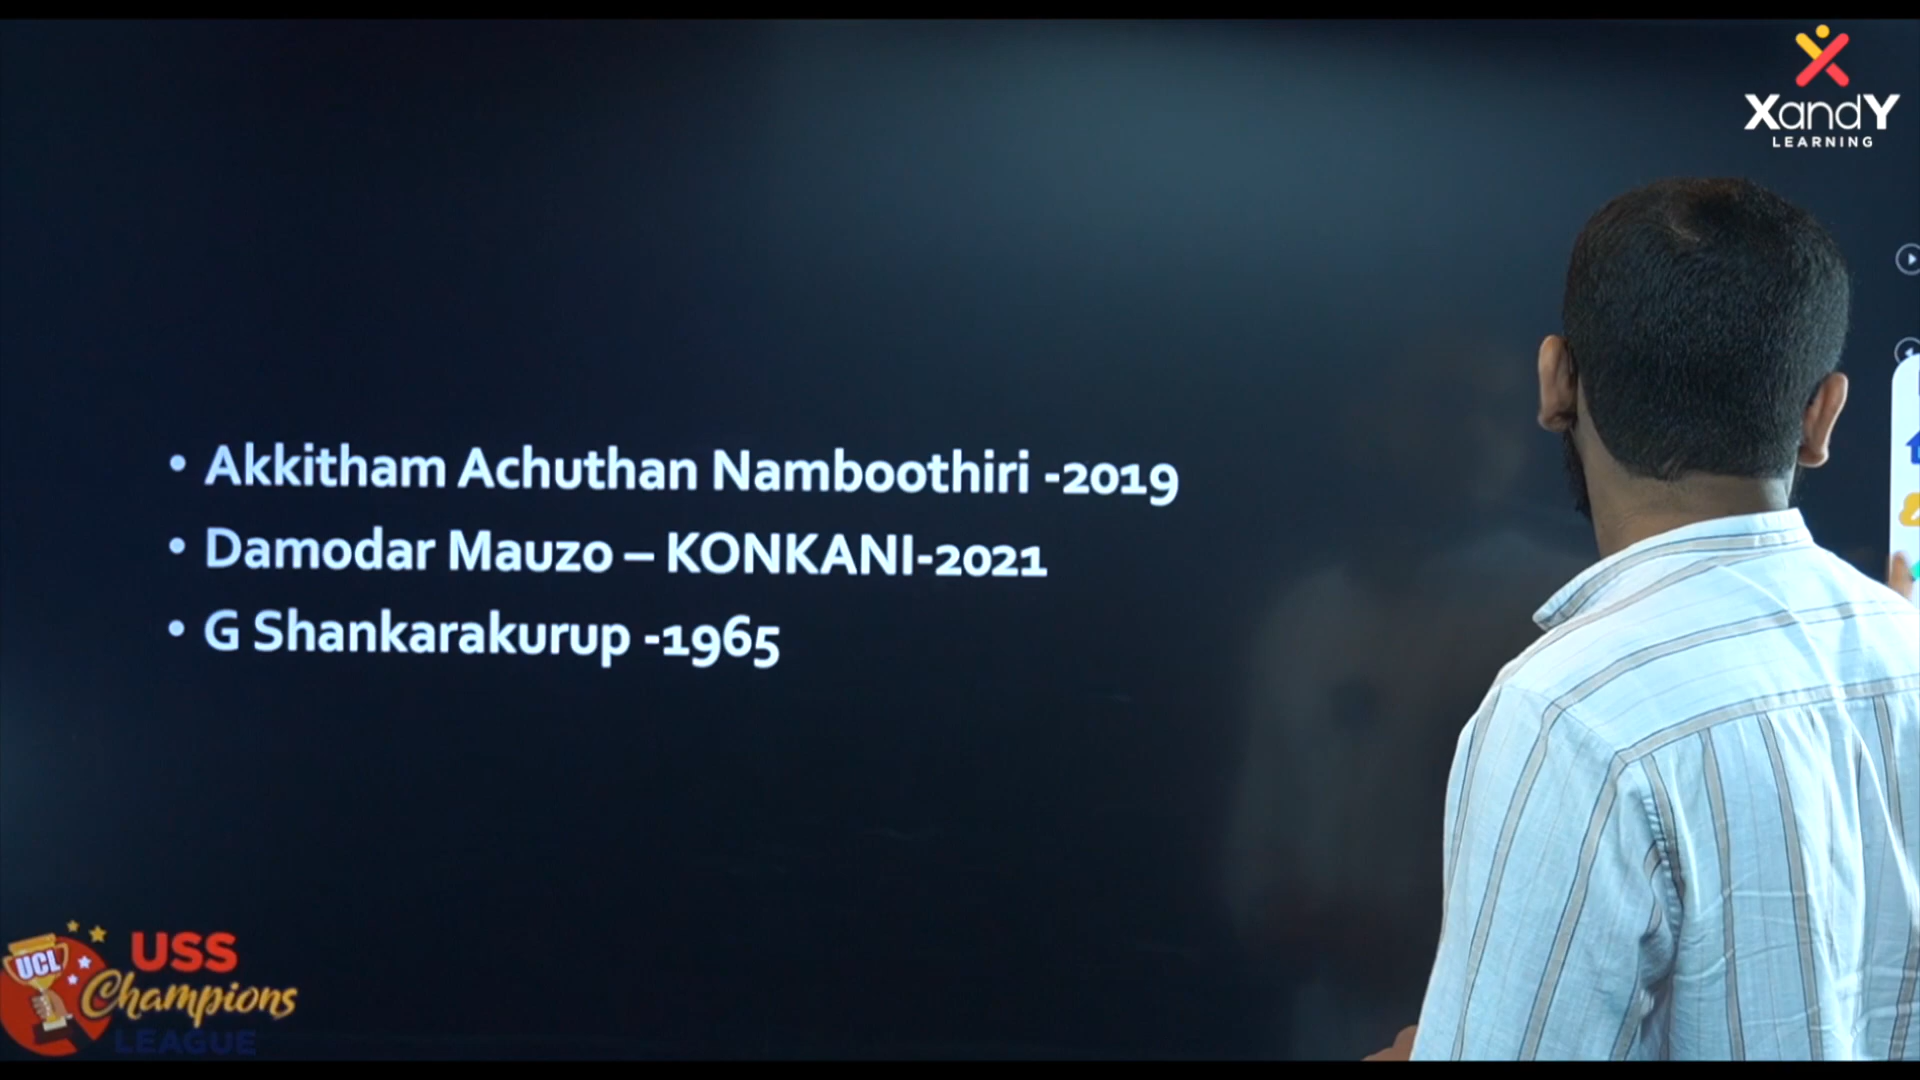 XandY
LEARNING
• Akkitham Achuthan Namboothiri -2019
• Damodar Mauzo – KONKANI-2021
• G Shankarakurup -1965
UCL
USS
Champions
LEAGUE